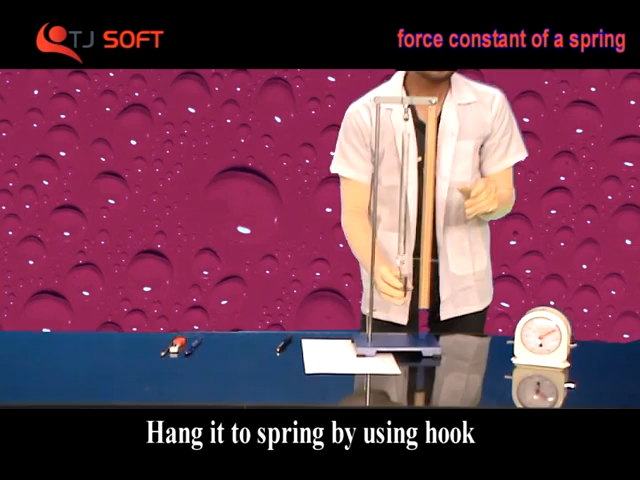 TJ SOFT
force constant of a spring
Hang it to spring by using hook